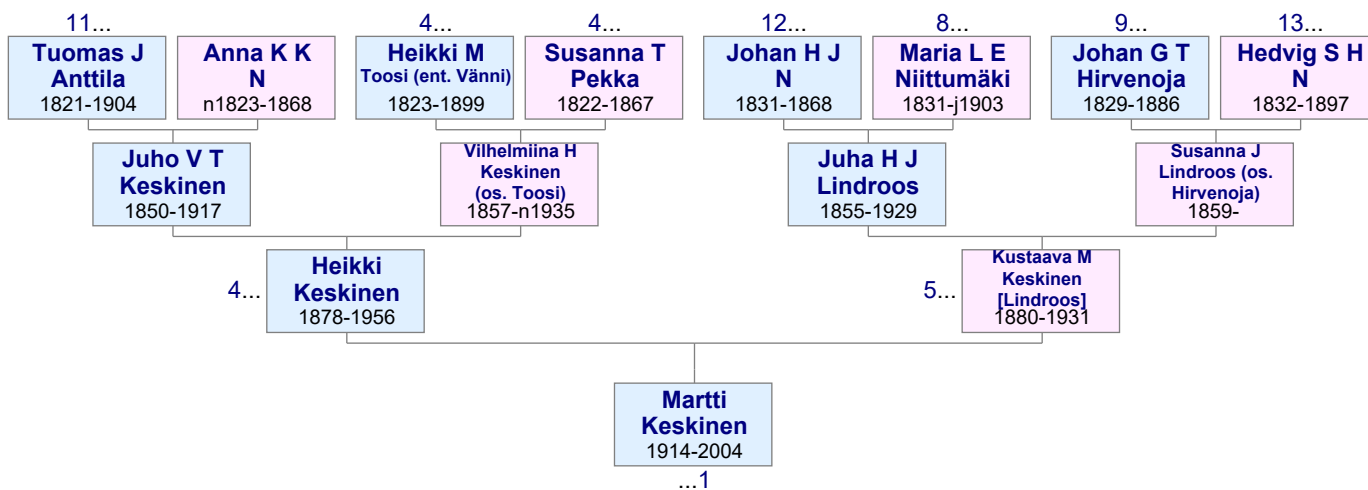 11...
4...
4...
12...
8...
9...
13...
Tuomas J
Anttila
1821-1904
Anna K K
N
n1823-1868
Heikki M
Toosi (ent. Vänni)
1823-1899
Susanna T
Pekka
1822-1867
Johan H J
N
1831-1868
Maria L E
Niittumäki
1831-j1903
Johan G T
Hirvenoja
1829-1886
Hedvig S H
N
1832-1897
Juho V T
Keskinen
1850-1917
Vilhelmiina H
Keskinen
(os. Toosi)
1857-n1935
Juha H J
Lindroos
1855-1929
Susanna J
Lindroos (os.
Hirvenoja)
1859-
4...
Heikki
Keskinen
1878-1956
5...
Kustaava M
Keskinen
[Lindroos]
1880-1931
Martti
Keskinen
1914-2004
...1